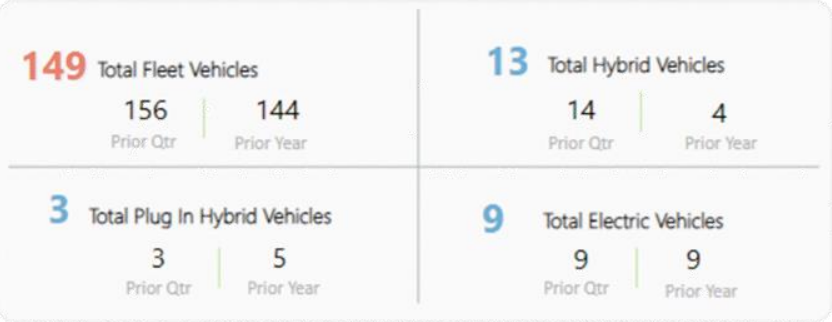 149 Total Fleet Vehicles
156 144
Prior Qtr Prior Year
13 Total Hybrid Vehicles
14 4
Prior Qtr Prior Year
3 Total Plug In Hybrid Vehicles
3 5
Prior Qtr Prior Year
9 Total Electric Vehicles
9 9
Prior Qtr Prior Year